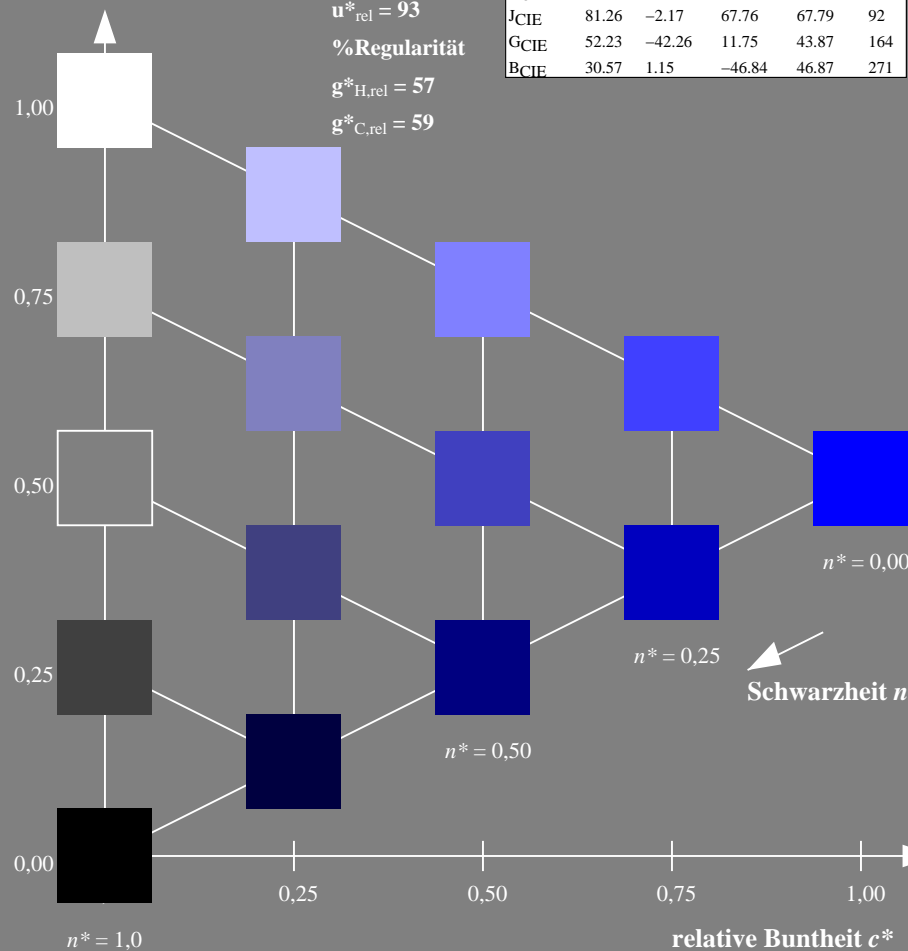 u*rel = 93
%Regularität
g*H,rel = 57
g*C,rel = 59
JCIE 81.26 −2.17 67.76 67.79 92
GCIE 52.23 −42.26 11.75 43.87 164
BCIE 30.57 1.15 −46.84 46.87 271
1,00
0,75
0,50
n* = 0,00
0,25
n* = 0,25
Schwarzheit n
n* = 0,50
0,00
0,25 0,50 0,75 1,00
n* = 1,0
relative Buntheit c*